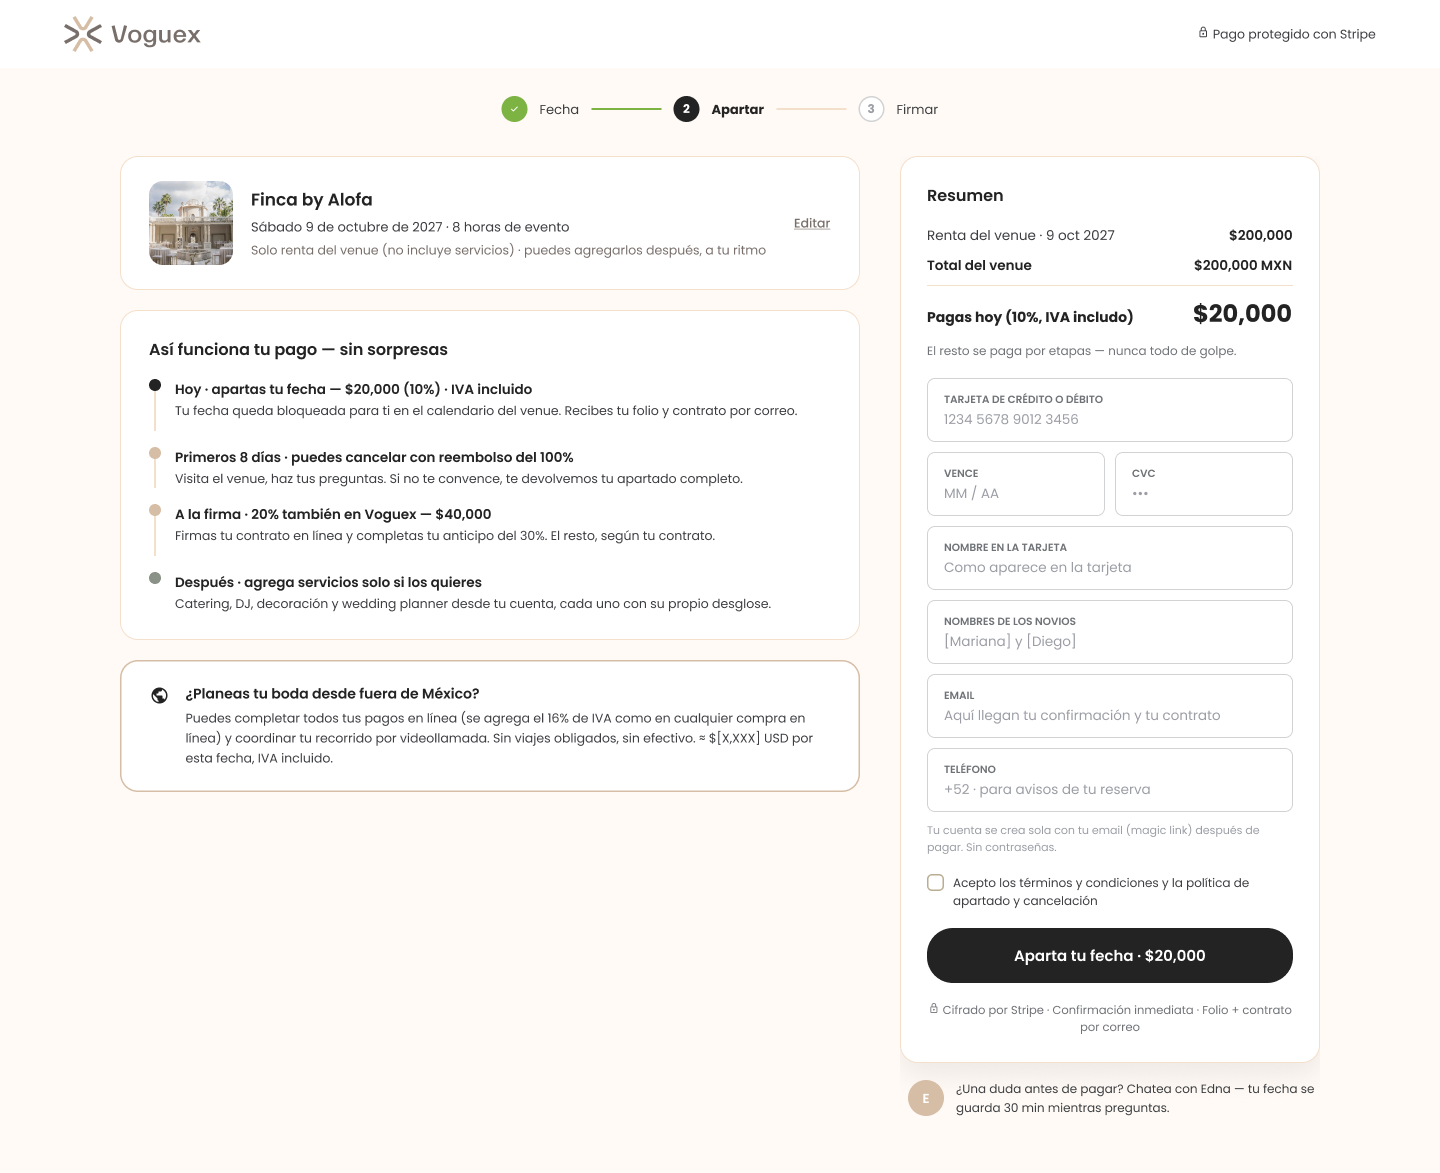 Voguex
Pago protegido con Stripe
Fecha
2
Apartar
3
Firmar
Finca by Alofa
Sábado 9 de octubre de 2027 · 8 horas de evento
Solo renta del venue (no incluye servicios) · puedes agregarlos después, a tu ritmo
Editar
Así funciona tu pago — sin sorpresas
Hoy · apartas tu fecha — $20,000 (10%) · IVA incluido
Tu fecha queda bloqueada para ti en el calendario del venue. Recibes tu folio y contrato por correo.
Primeros 8 días · puedes cancelar con reembolso del 100%
Visita el venue, haz tus preguntas. Si no te convence, te devolvemos tu apartado completo.
A la firma · 20% también en Voguex — $40,000
Firmas tu contrato en línea y completas tu anticipo del 30%. El resto, según tu contrato.
Después · agrega servicios solo si los quieres
Catering, DJ, decoración y wedding planner desde tu cuenta, cada uno con su propio desglose.
¿Planeas tu boda desde fuera de México?
Puedes completar todos tus pagos en línea (se agrega el 16% de IVA como en cualquier compra en
línea) y coordinar tu recorrido por videollamada. Sin viajes obligados, sin efectivo. ≈ $[X,XXX] USD por
esta fecha, IVA incluido.
Resumen
Renta del venue · 9 oct 2027
$200,000
Total del venue
$200,000 MXN
Pagas hoy (10%, IVA includo)
$20,000
El resto se paga por etapas — nunca todo de golpe.
TARJETA DE CRÉDITO O DÉBITO
1234 5678 9012 3456
VENCE
MM / AA
CVC
•••
NOMBRE EN LA TARJETA
Como aparece en la tarjeta
NOMBRES DE LOS NOVIOS
[Mariana] y [Diego]
EMAIL
Aquí llegan tu confirmación y tu contrato
TELÉFONO
+52 · para avisos de tu reserva
Tu cuenta se crea sola con tu email (magic link) después de
pagar. Sin contraseñas.
Acepto los términos y condiciones y la política de
apartado y cancelación
Aparta tu fecha · $20,000
Cifrado por Stripe · Confirmación inmediata · Folio + contrato
por correo
E
¿Una duda antes de pagar? Chatea con Edna — tu fecha se
guarda 30 min mientras preguntas.